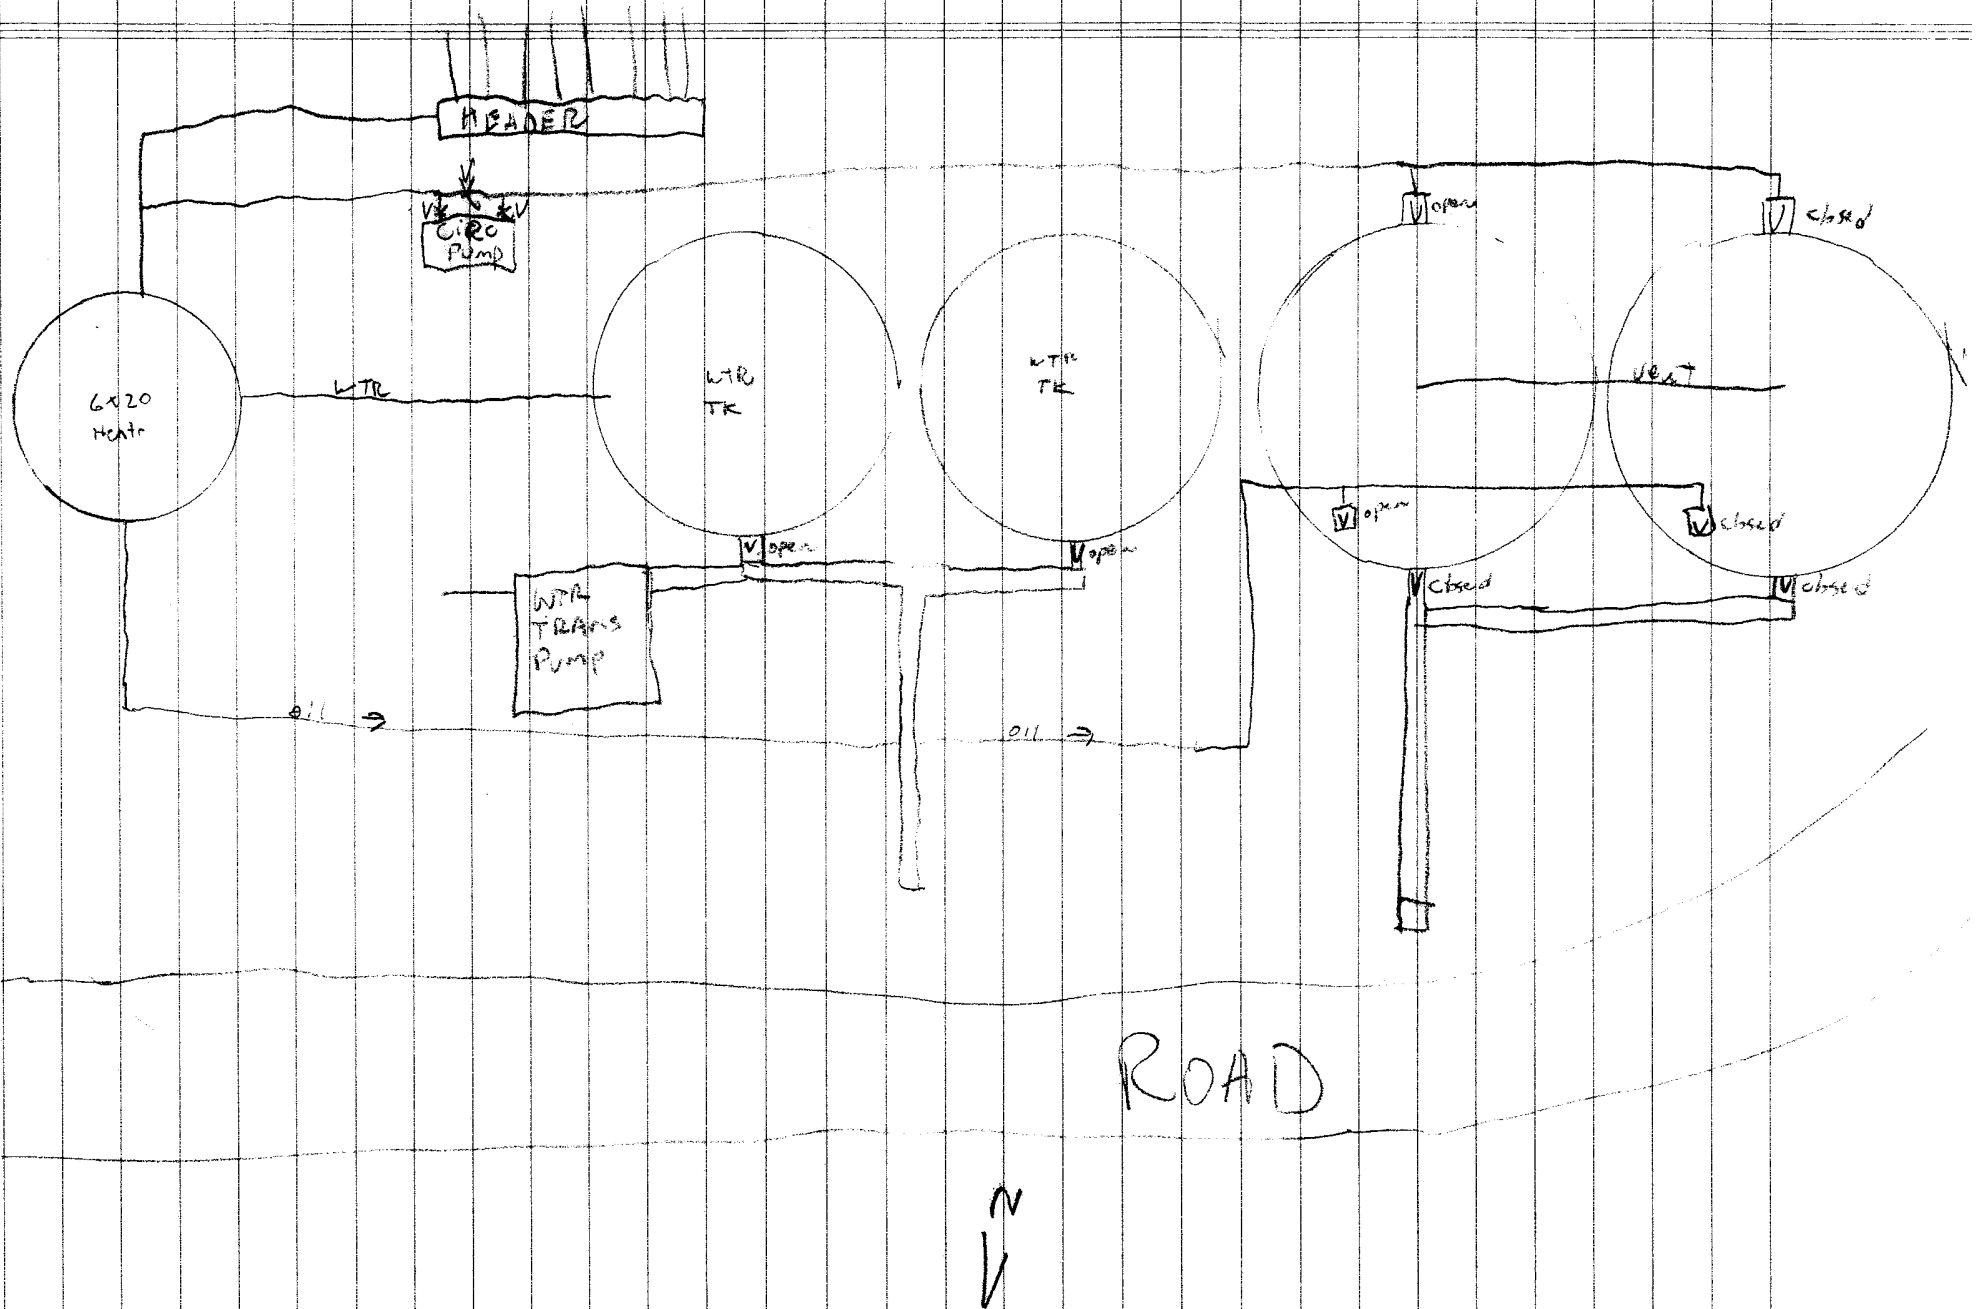 HEADER
V V
CIRC
PUMP
V open
V closed
6x20
Heatr
WTR
WTR
TK
WTR
TK
vent
V open
V closed
V open
V open
V closed
V closed
WTR
TRANS
Pump
oil →
oil →
ROAD
N